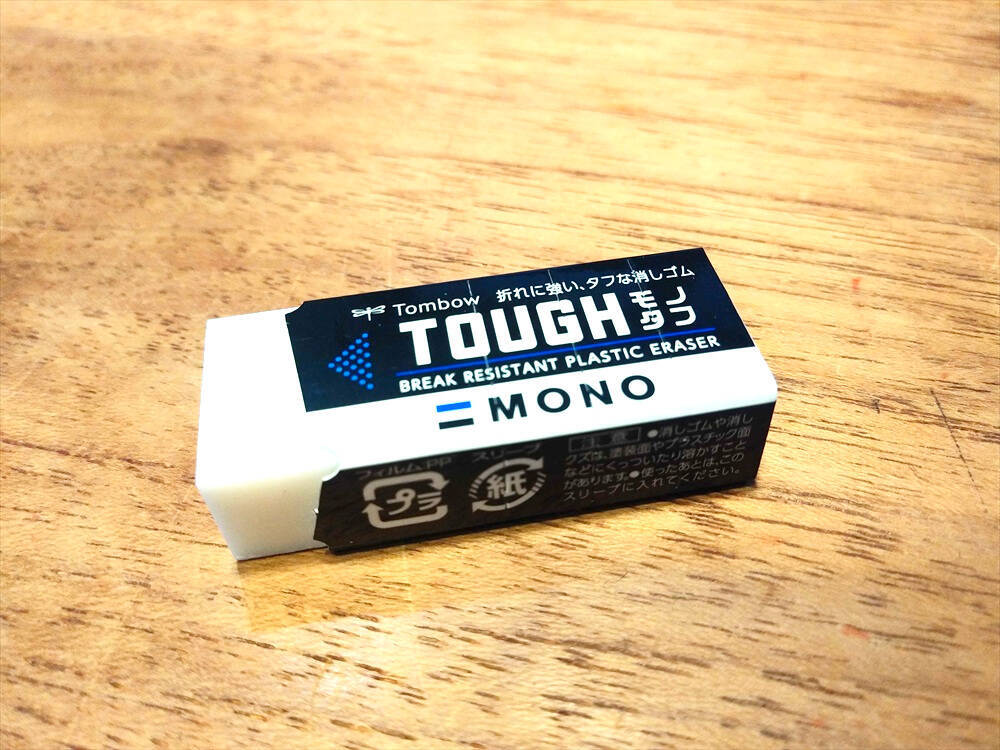 Tombow 折れに強い、タフな消しゴム
TOUGH モノ
タフ
BREAK RESISTANT PLASTIC ERASER
MONO
フィルム:PP スリーブ
プラ 紙
注意 ●消しゴムや消し
クズは、塗装面やプラスチック面
などにくっついたり溶かすこと
があります。●使ったあとは、この
スリーブに入れてください。